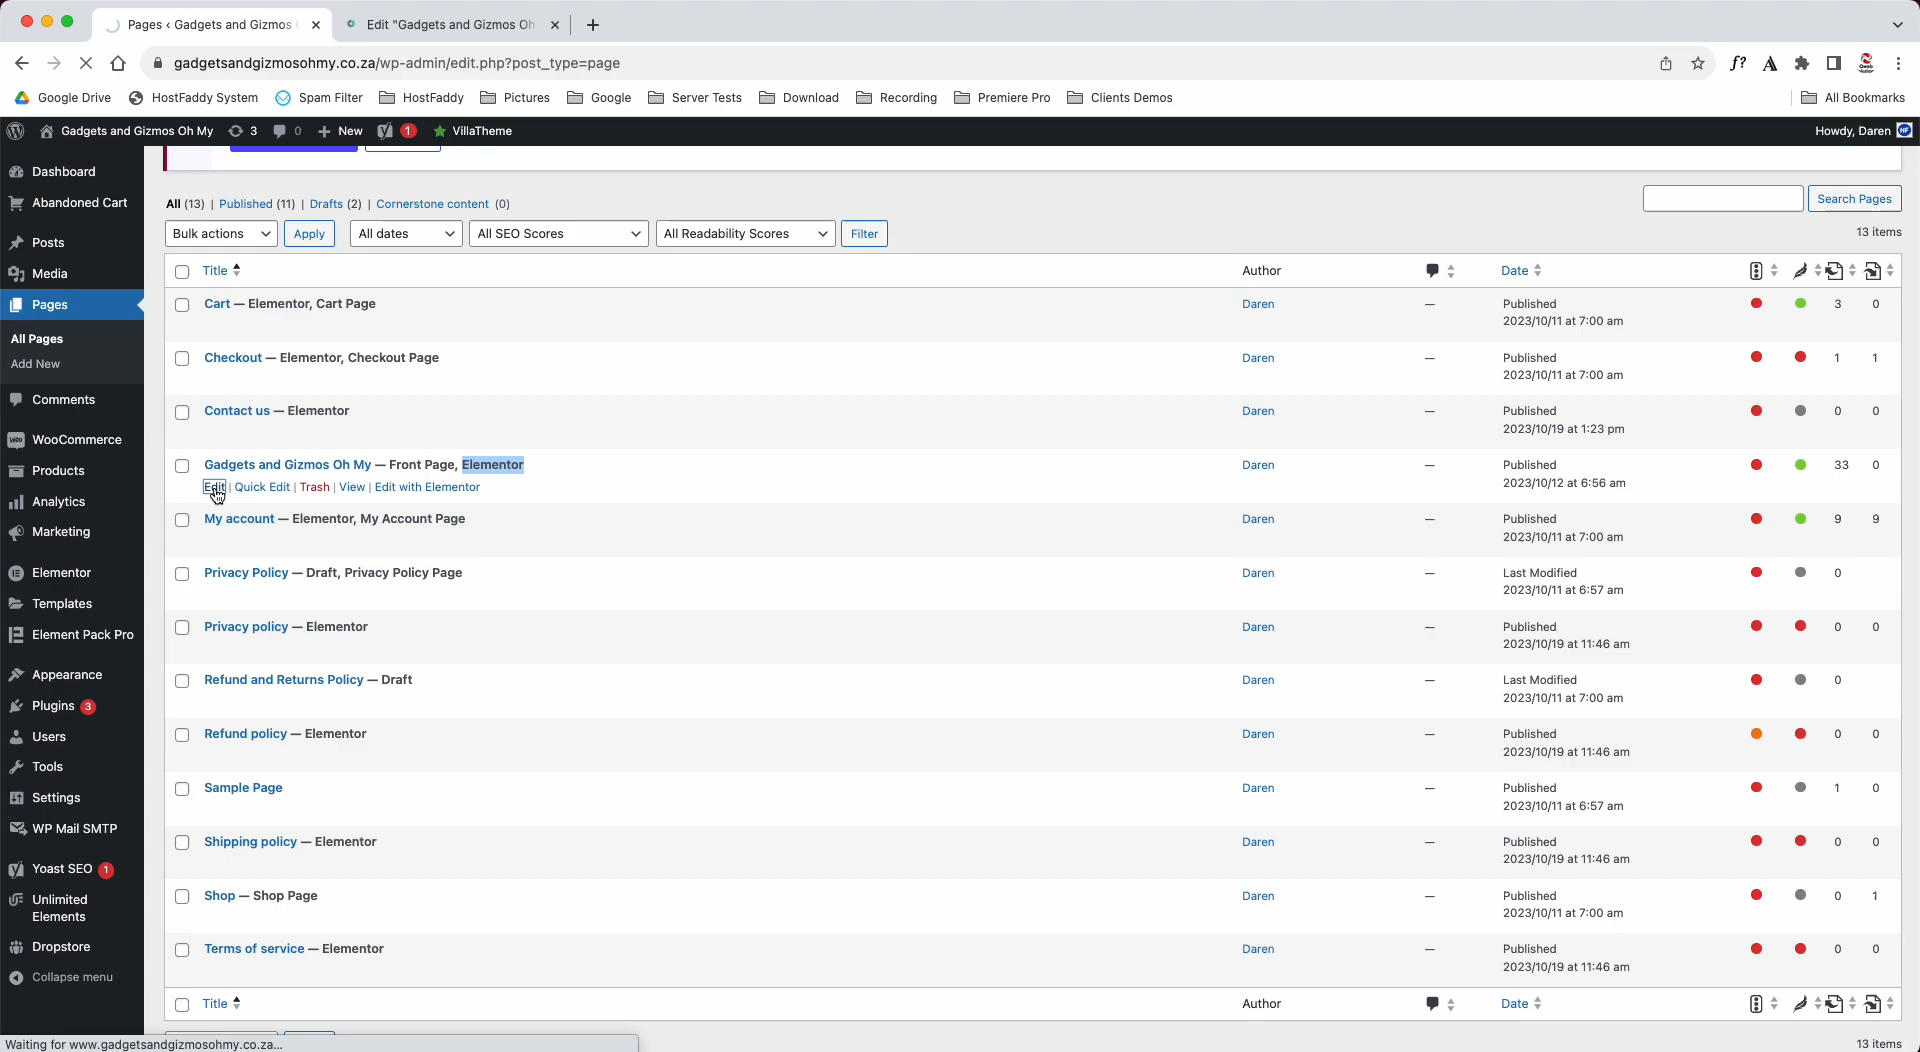 Pages ‹ Gadgets and Gizmos
Edit "Gadgets and Gizmos Oh
gadgetsandgizmosohmy.co.za/wp-admin/edit.php?post_type=page
f?
A
Google Drive
HostFaddy System
Spam Filter
HostFaddy
Pictures
Google
Server Tests
Download
Recording
Premiere Pro
Clients Demos
All Bookmarks
Gadgets and Gizmos Oh My
3
0
New
1
VillaTheme
Howdy, Daren
HF
Dashboard
Abandoned Cart
Posts
Media
Pages
All Pages
Add New
Comments
WooCommerce
Products
Analytics
Marketing
Elementor
Templates
Element Pack Pro
Appearance
Plugins 3
Users
Tools
Settings
WP Mail SMTP
Yoast SEO 1
Unlimited
Elements
Dropstore
Collapse menu
All (13) | Published (11) | Drafts (2) | Cornerstone content (0)
Search Pages
Bulk actions
Apply
All dates
All SEO Scores
All Readability Scores
Filter
13 items
Title Author Date
Cart — Elementor, Cart Page Daren — Published 3 0
2023/10/11 at 7:00 am
Checkout — Elementor, Checkout Page Daren — Published 1 1
2023/10/11 at 7:00 am
Contact us — Elementor Daren — Published 0 0
2023/10/19 at 1:23 pm
Gadgets and Gizmos Oh My — Front Page, Elementor Daren — Published 33 0
Edit | Quick Edit | Trash | View | Edit with Elementor 2023/10/12 at 6:56 am
My account — Elementor, My Account Page Daren — Published 9 9
2023/10/11 at 7:00 am
Privacy Policy — Draft, Privacy Policy Page Daren — Last Modified 0
2023/10/11 at 6:57 am
Privacy policy — Elementor Daren — Published 0 0
2023/10/19 at 11:46 am
Refund and Returns Policy — Draft Daren — Last Modified 0
2023/10/11 at 7:00 am
Refund policy — Elementor Daren — Published 0 0
2023/10/19 at 11:46 am
Sample Page Daren — Published 1 0
2023/10/11 at 6:57 am
Shipping policy — Elementor Daren — Published 0 0
2023/10/19 at 11:46 am
Shop — Shop Page Daren — Published 0 1
2023/10/11 at 7:00 am
Terms of service — Elementor Daren — Published 0 0
2023/10/19 at 11:46 am
Title Author Date
13 items
Waiting for www.gadgetsandgizmosohmy.co.za...